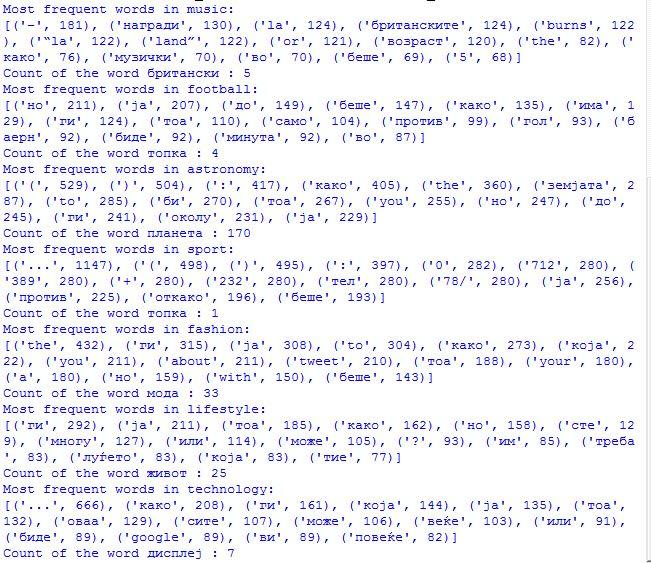 Most frequent words in music:
[('–', 181), ('награди', 130), ('la', 124), ('британските', 124), ('burns', 122
), ('“la', 122), ('land”', 122), ('or', 121), ('возраст', 120), ('the', 82), ('
како', 76), ('музички', 70), ('во', 70), ('беше', 69), ('5', 68)]
Count of the word британски : 5
Most frequent words in football:
[('но', 211), ('ја', 207), ('до', 149), ('беше', 147), ('како', 135), ('има', 1
29), ('ги', 124), ('тоа', 110), ('само', 104), ('против', 99), ('гол', 93), ('б
аерн', 92), ('биде', 92), ('минута', 92), ('во', 87)]
Count of the word топка : 4
Most frequent words in astronomy:
[('(', 529), (')', 504), (':', 417), ('како', 405), ('the', 360), ('земјата', 2
87), ('to', 285), ('би', 270), ('тоа', 267), ('you', 255), ('но', 247), ('до',
245), ('ги', 241), ('околу', 231), ('ја', 229)]
Count of the word планета : 170
Most frequent words in sport:
[('...', 1147), ('(', 498), (')', 495), (':', 397), ('0', 282), ('712', 280), (
'389', 280), ('+', 280), ('232', 280), ('тел', 280), ('78/', 280), ('ја', 256),
('против', 225), ('откако', 196), ('беше', 193)]
Count of the word топка : 1
Most frequent words in fashion:
[('the', 432), ('ги', 315), ('ја', 308), ('to', 304), ('како', 273), ('која', 2
22), ('you', 211), ('about', 211), ('tweet', 210), ('тоа', 188), ('your', 180),
('a', 180), ('но', 159), ('with', 150), ('беше', 143)]
Count of the word мода : 33
Most frequent words in lifestyle:
[('ги', 292), ('ја', 211), ('тоа', 185), ('како', 162), ('но', 158), ('сте', 12
9), ('многу', 127), ('или', 114), ('може', 105), ('?', 93), ('им', 85), ('треба
', 83), ('луѓето', 83), ('која', 83), ('тие', 77)]
Count of the word живот : 25
Most frequent words in technology:
[('...', 666), ('како', 208), ('ги', 161), ('која', 144), ('ја', 135), ('тоа',
132), ('оваа', 129), ('сите', 107), ('може', 106), ('веќе', 103), ('или', 91),
('биде', 89), ('google', 89), ('ви', 89), ('повеќе', 82)]
Count of the word дисплеј : 7